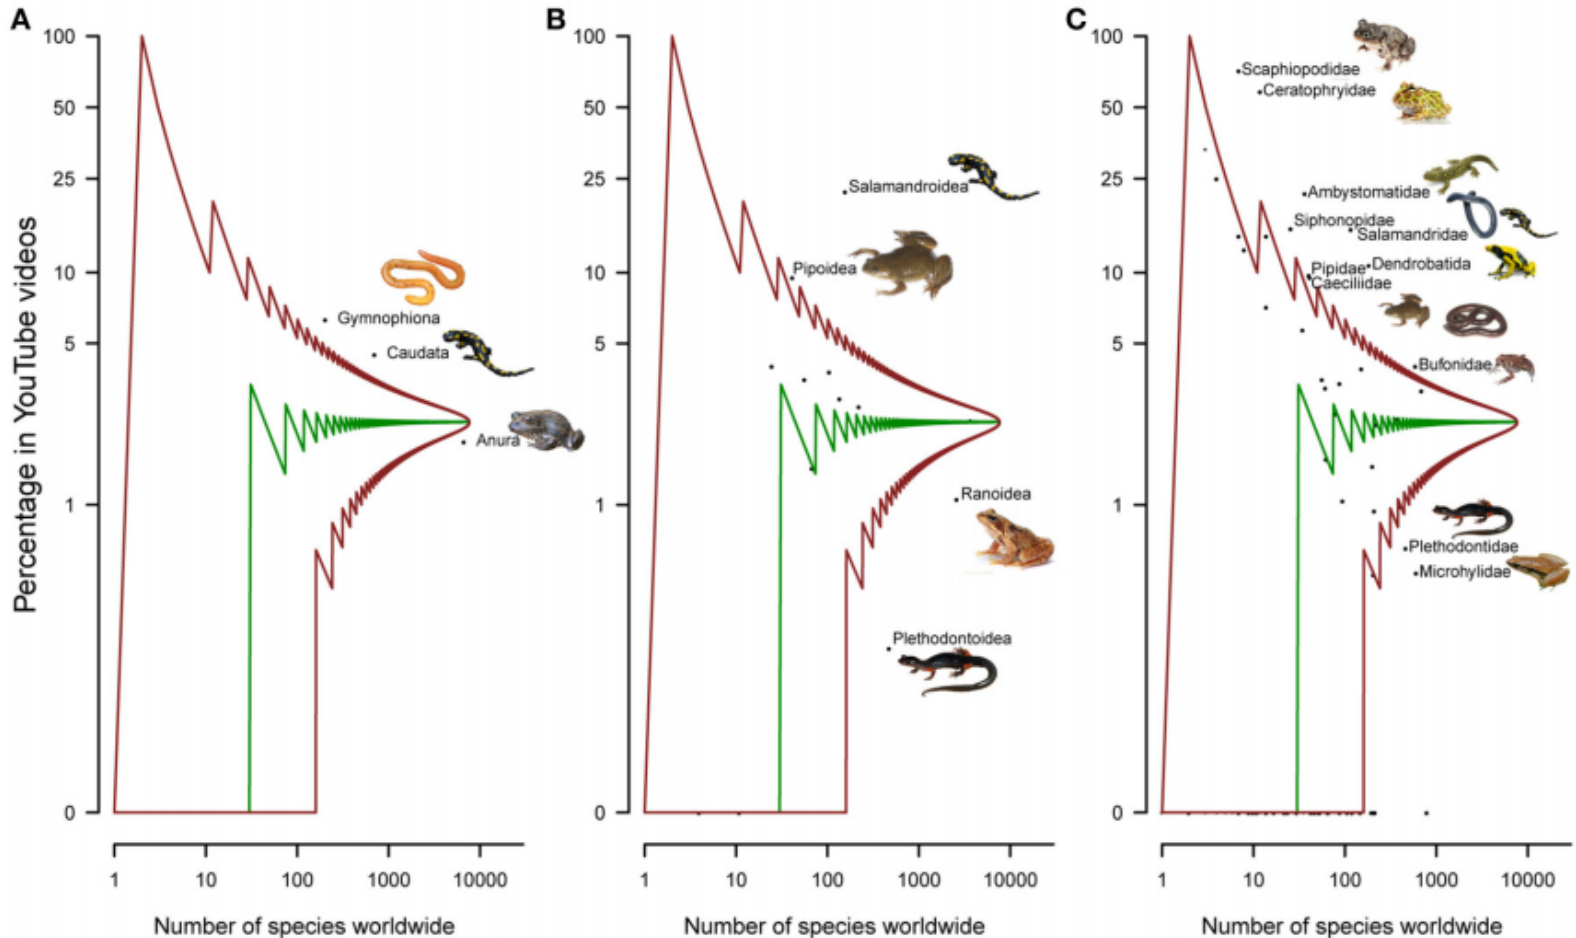 A
B
C
Percentage in YouTube videos
100
50
25
10
5
1
0
Gymnophiona
Caudata
Anura
1
10
100
1000
10000
Number of species worldwide
100
50
25
10
5
1
0
Salamandroidea
Pipoidea
Ranoidea
Plethodontoidea
1
10
100
1000
10000
Number of species worldwide
100
50
25
10
5
1
0
Scaphiopodidae
Ceratophryidae
Ambystomatidae
Siphonopidae
Salamandridae
Dendrobatida
Pipidae
Caeciliidae
Bufonidae
Plethodontidae
Microhylidae
1
10
100
1000
10000
Number of species worldwide